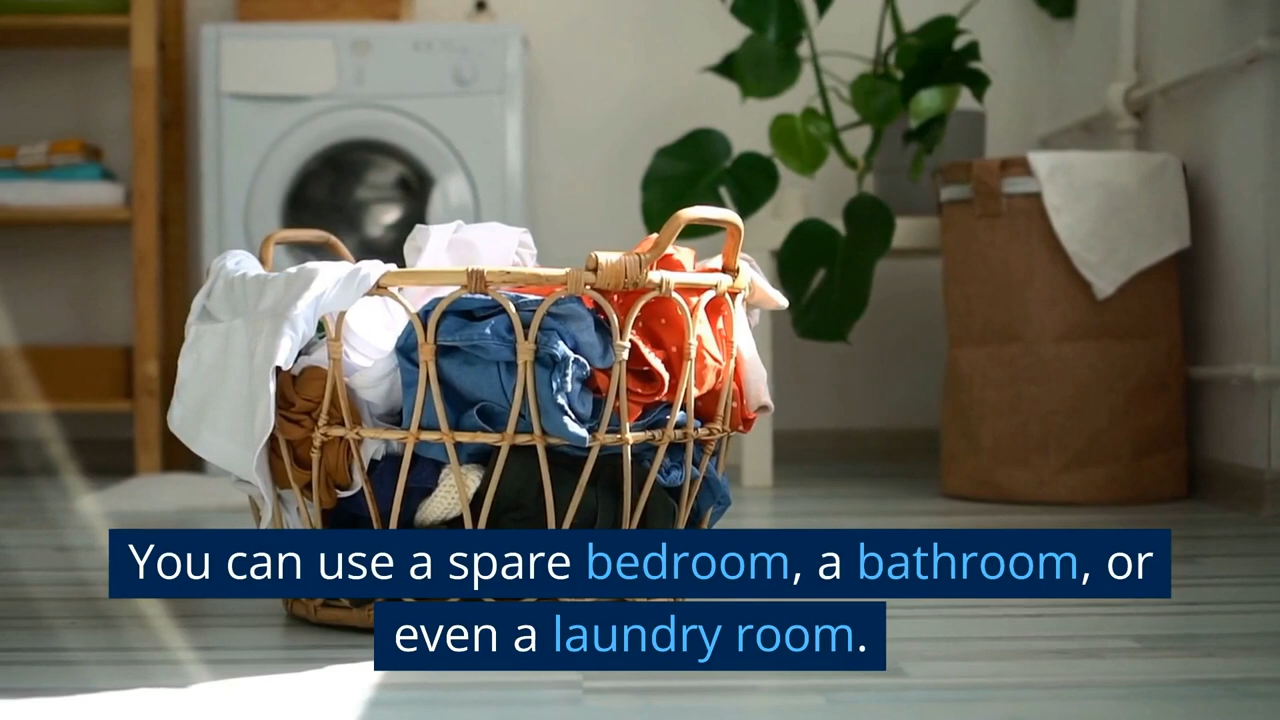 You can use a spare bedroom, a bathroom, or
even a laundry room.